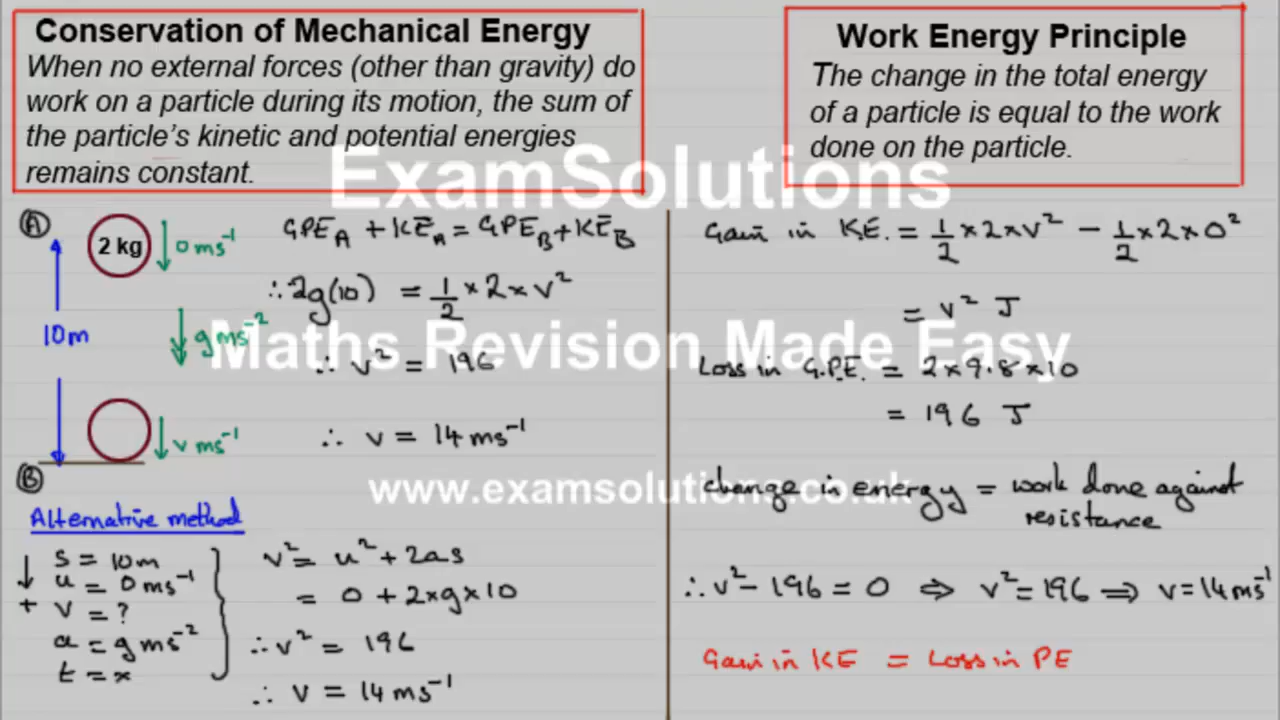 Conservation of Mechanical Energy
When no external forces (other than gravity) do
work on a particle during its motion, the sum of
the particle's kinetic and potential energies
remains constant.
Work Energy Principle
The change in the total energy
of a particle is equal to the work
done on the particle.
ExamSolutions
Maths Revision Made Easy
www.examsolutions.co.uk
A
2 kg
0 ms⁻¹
10m
g ms⁻²
v ms⁻¹
B
GPE_A + KE_A = GPE_B + KE_B
∴ 2g(10) = 1/2 × 2 × v²
∴ v² = 196
∴ v = 14 ms⁻¹
Alternative method
↓ +
s = 10m
u = 0 ms⁻¹
v = ?
a = g ms⁻²
t = x
v² = u² + 2as
= 0 + 2×g×10
∴ v² = 196
∴ v = 14 ms⁻¹
Gain in K.E. = 1/2 × 2 × v² − 1/2 × 2 × 0²
= v² J
Loss in G.P.E. = 2 × 9.8 × 10
= 196 J
change in energy = work done against
resistance
∴ v² − 196 = 0 ⇒ v² = 196 ⇒ v = 14 ms⁻¹
Gain in KE = Loss in PE